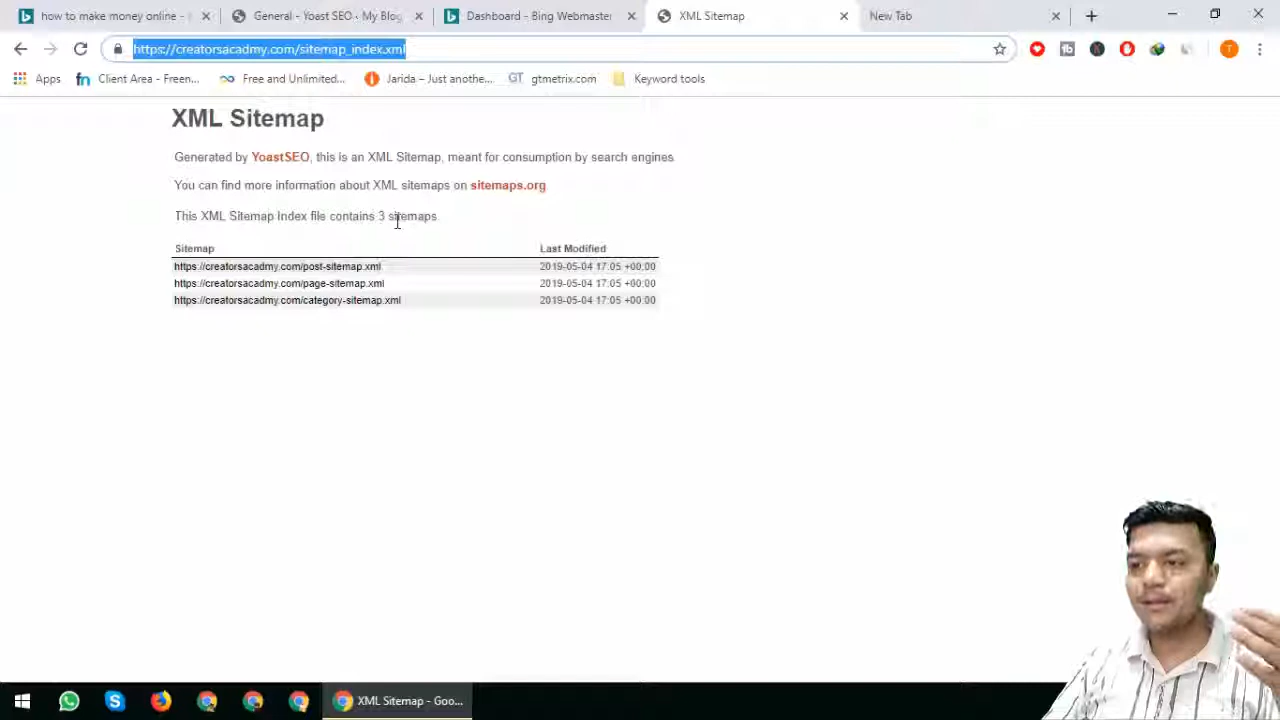 how to make money online -
General - Yoast SEO - My Blog
Dashboard - Bing Webmaster
XML Sitemap
New Tab
https://creatorsacadmy.com/sitemap_index.xml
Apps
Client Area - Freen...
Free and Unlimited...
Jarida – Just anothe...
GT
gtmetrix.com
Keyword tools
T
XML Sitemap
Generated by YoastSEO, this is an XML Sitemap, meant for consumption by search engines.
You can find more information about XML sitemaps on sitemaps.org
This XML Sitemap Index file contains 3 sitemaps
Sitemap Last Modified
https://creatorsacadmy.com/post-sitemap.xml 2019-05-04 17:05 +00:00
https://creatorsacadmy.com/page-sitemap.xml 2019-05-04 17:05 +00:00
https://creatorsacadmy.com/category-sitemap.xml 2019-05-04 17:05 +00:00
XML Sitemap - Goo...